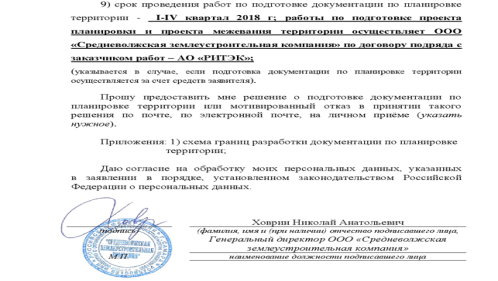 9) срок проведения работ по подготовке документации по планировке
территории - I-IV квартал 2018 г; работы по подготовке проекта
планировки и проекта межевания территории осуществляет ООО
«Средневолжская землеустроительная компания» по договору подряда с
заказчиком работ – АО «РИТЭК»;
(указывается в случае, если подготовка документации по планировке территории
осуществляется за счет средств заявителя).
Прошу предоставить мне решение о подготовке документации по
планировке территории или мотивированный отказ в принятии такого
решения по почте, по электронной почте, на личном приёме (указать
нужное).
Приложения: 1) схема границ разработки документации по планировке
территории;
Даю согласие на обработку моих персональных данных, указанных
в заявлении в порядке, установленном законодательством Российской
Федерации о персональных данных.
Ховрин Николай Анатольевич
(подпись) (фамилия, имя и (при наличии) отчество подписавшего лица,
Генеральный директор ООО «Средневолжская
землеустроительная компания»
М.П. наименование должности подписавшего лица